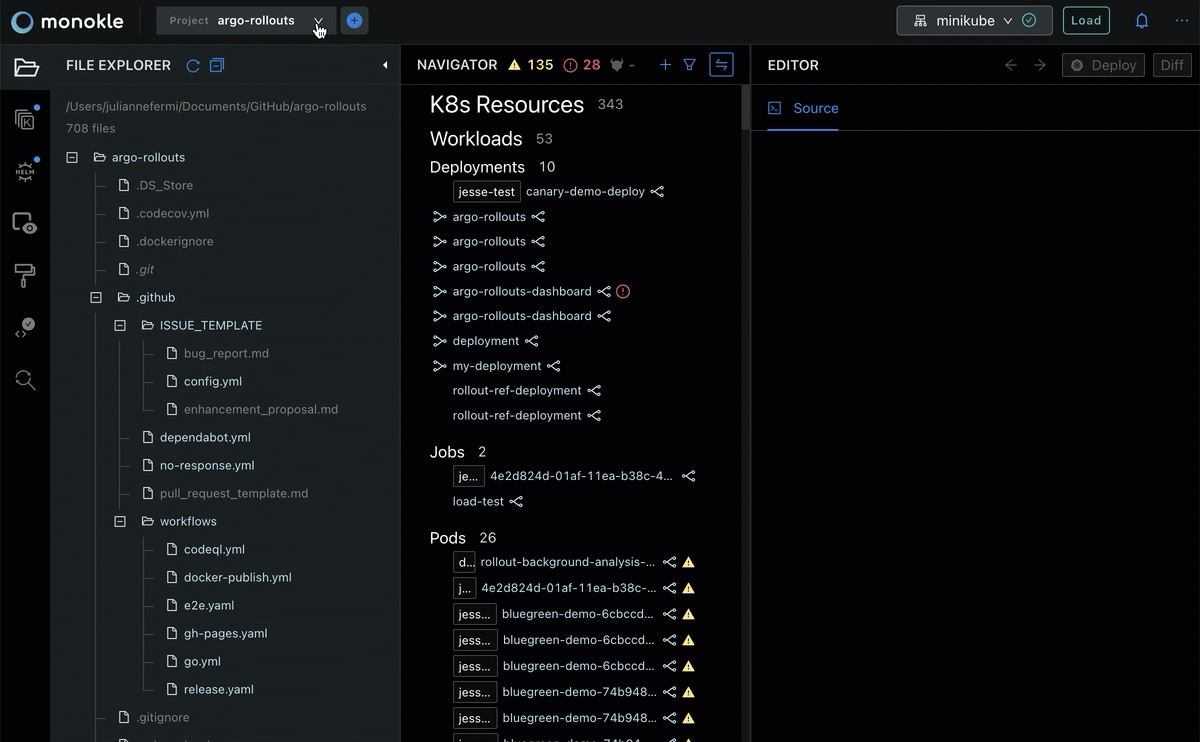 monokle
Project argo-rollouts
minikube
Load
FILE EXPLORER
/Users/juliannefermi/Documents/GitHub/argo-rollouts
708 files
argo-rollouts
.DS_Store
.codecov.yml
.dockerignore
.git
.github
ISSUE_TEMPLATE
bug_report.md
config.yml
enhancement_proposal.md
dependabot.yml
no-response.yml
pull_request_template.md
workflows
codeql.yml
docker-publish.yml
e2e.yaml
gh-pages.yaml
go.yml
release.yaml
.gitignore
K
HELM
NAVIGATOR 135 28 -
K8s Resources 343
Workloads 53
Deployments 10
jesse-test canary-demo-deploy
argo-rollouts
argo-rollouts
argo-rollouts
argo-rollouts-dashboard
argo-rollouts-dashboard
deployment
my-deployment
rollout-ref-deployment
rollout-ref-deployment
Jobs 2
je... 4e2d824d-01af-11ea-b38c-4...
load-test
Pods 26
d... rollout-background-analysis-...
j... 4e2d824d-01af-11ea-b38c-...
jess... bluegreen-demo-6cbccd...
jess... bluegreen-demo-6cbccd...
jess... bluegreen-demo-6cbccd...
jess... bluegreen-demo-74b948...
jess... bluegreen-demo-74b948...
EDITOR
Deploy
Diff
Source